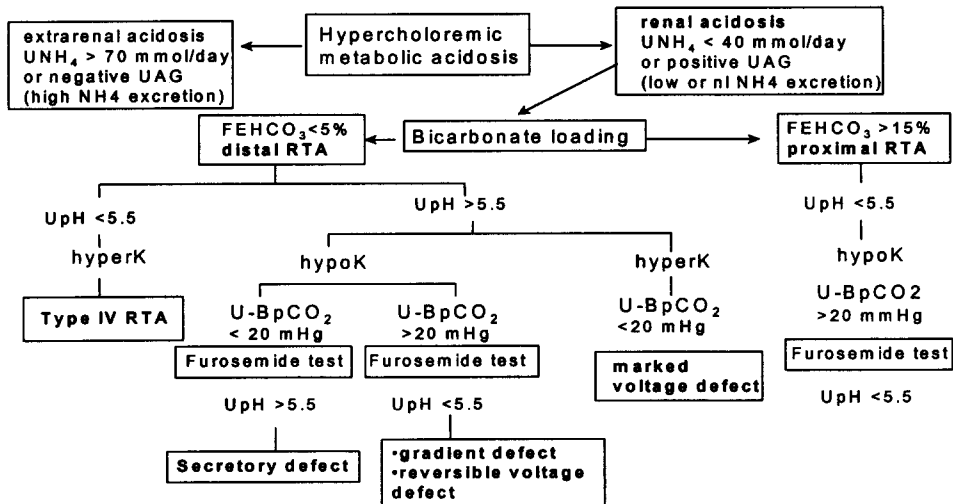 extrarenal acidosis
UNH₄ > 70 mmol/day
or negative UAG
(high NH4 excretion)
Hypercholoremic
metabolic acidosis
renal acidosis
UNH₄ < 40 mmol/day
or positive UAG
(low or nl NH4 excretion)
FEHCO₃<5%
distal RTA
Bicarbonate loading
FEHCO₃ >15%
proximal RTA
UpH <5.5
UpH >5.5
UpH <5.5
hyperK
hypoK
hyperK
hypoK
Type IV RTA
U-BpCO₂
< 20 mHg
U-BpCO₂
>20 mmHg
U-BpCO₂
<20 mHg
U-BpCO2
>20 mmHg
Furosemide test
Furosemide test
marked
voltage defect
Furosemide test
UpH >5.5
UpH <5.5
UpH <5.5
Secretory defect
•gradient defect
•reversible voltage
defect